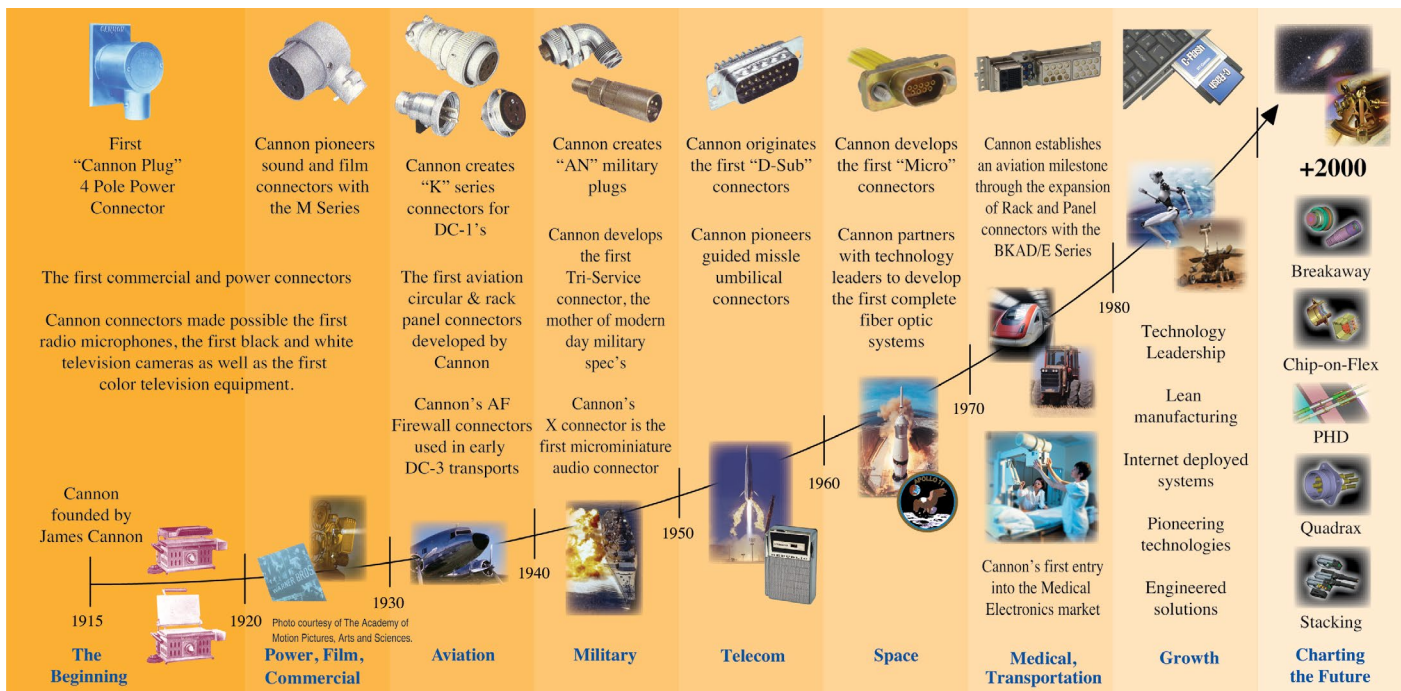 First
“Cannon Plug”
4 Pole Power
Connector
Cannon pioneers
sound and film
connectors with
the M Series
The first commercial and power connectors
Cannon connectors made possible the first
radio microphones, the first black and white
television cameras as well as the first
color television equipment.
Cannon
founded by
James Cannon
1915
The
Beginning
1920
Photo courtesy of The Academy of
Motion Pictures, Arts and Sciences.
Power, Film,
Commercial
Cannon creates
“K” series
connectors for
DC-1’s
The first aviation
circular & rack
panel connectors
developed by
Cannon
Cannon’s AF
Firewall connectors
used in early
DC-3 transports
1930
Aviation
Cannon creates
“AN” military
plugs
Cannon develops
the first
Tri-Service
connector, the
mother of modern
day military
spec’s
Cannon’s
X connector is the
first microminiature
audio connector
1940
Military
Cannon originates
the first “D-Sub”
connectors
Cannon pioneers
guided missle
umbilical
connectors
1950
Telecom
Cannon develops
the first “Micro”
connectors
Cannon partners
with technology
leaders to develop
the first complete
fiber optic
systems
1960
APOLLO 11
Space
Cannon establishes
an aviation milestone
through the expansion
of Rack and Panel
connectors with the
BKAD/E Series
1970
Cannon’s first entry
into the Medical
Electronics market
Medical,
Transportation
C-Flash
C-Flash
1980
Technology
Leadership
Lean
manufacturing
Internet deployed
systems
Pioneering
technologies
Engineered
solutions
Growth
+2000
Breakaway
Chip-on-Flex
PHD
Quadrax
Stacking
Charting
the Future